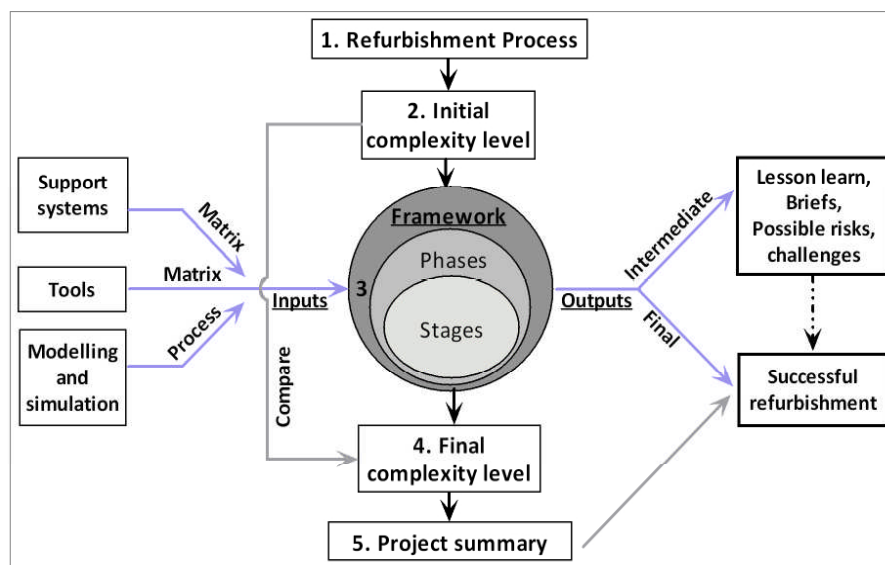 1. Refurbishment Process
2. Initial
complexity level
Support
systems
Matrix
Tools
Matrix
Modelling
and
simulation
Process
Inputs
Compare
Framework
3
Phases
Stages
Outputs
Intermediate
Final
Lesson learn,
Briefs,
Possible risks,
challenges
Successful
refurbishment
4. Final
complexity level
5. Project summary